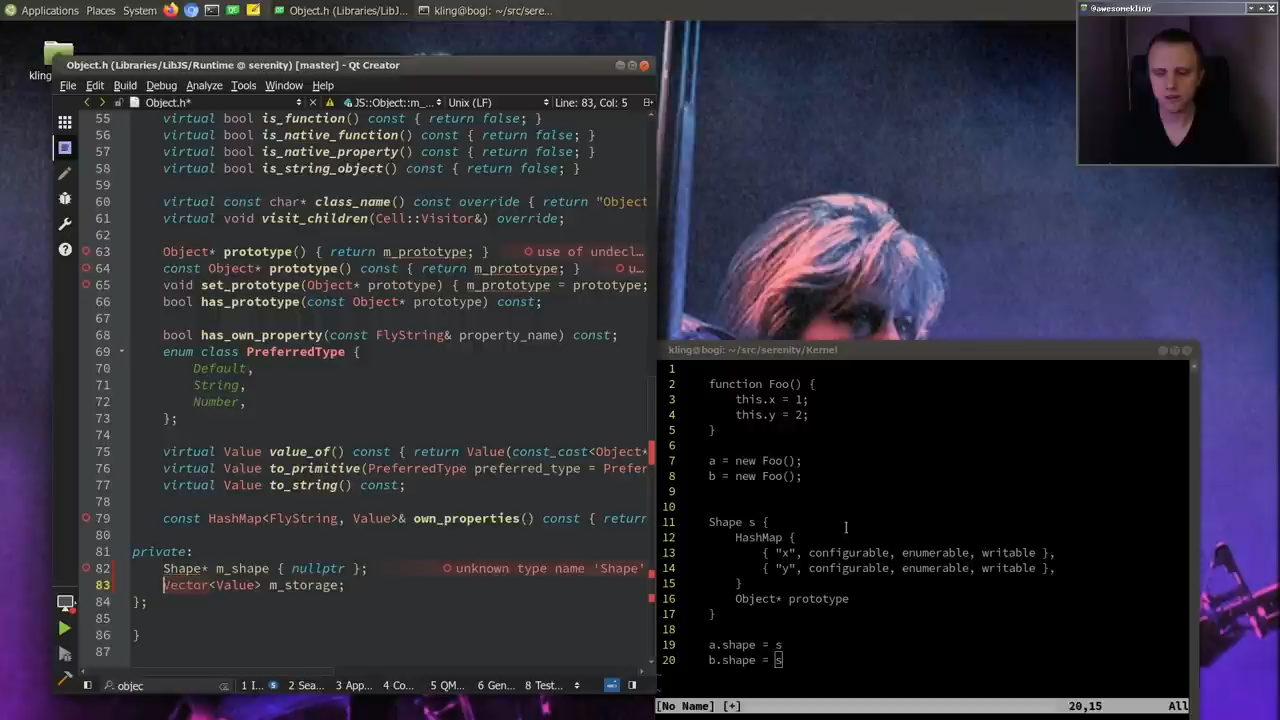 Applications Places System Object.h (Libraries/LibJ... kling@bogi: ~/src/sere...
@awesomekling
kling
Object.h (Libraries/LibJS/Runtime @ serenity) [master] - Qt Creator
File Edit Build Debug Analyze Tools Window Help
Object.h* JS::Object::m_... Unix (LF) Line: 83, Col: 5
55 virtual bool is_function() const { return false; }
56 virtual bool is_native_function() const { return false; }
57 virtual bool is_native_property() const { return false; }
58 virtual bool is_string_object() const { return false; }
59
60 virtual const char* class_name() const override { return "Object
61 virtual void visit_children(Cell::Visitor&) override;
62
63 Object* prototype() { return m_prototype; } use of undecl...
64 const Object* prototype() const { return m_prototype; } u...
65 void set_prototype(Object* prototype) { m_prototype = prototype;
66 bool has_prototype(const Object* prototype) const;
67
68 bool has_own_property(const FlyString& property_name) const;
69 enum class PreferredType {
70 Default,
71 String,
72 Number,
73 };
74
75 virtual Value value_of() const { return Value(const_cast<Object*
76 virtual Value to_primitive(PreferredType preferred_type = Prefer
77 virtual Value to_string() const;
78
79 const HashMap<FlyString, Value>& own_properties() const { return
80
81 private:
82 Shape* m_shape { nullptr }; unknown type name 'Shape'
83 Vector<Value> m_storage;
84 };
85
86 }
87
objec 1 I... 2 Sea... 3 App... 4 Co... 5 QM... 6 Gen... 8 Test...
kling@bogi: ~/src/serenity/Kernel
1
2 function Foo() {
3 this.x = 1;
4 this.y = 2;
5 }
6
7 a = new Foo();
8 b = new Foo();
9
10
11 Shape s {
12 HashMap {
13 { "x", configurable, enumerable, writable },
14 { "y", configurable, enumerable, writable },
15 }
16 Object* prototype
17 }
18
19 a.shape = s
20 b.shape = s
~
[No Name] [+] 20,15 All